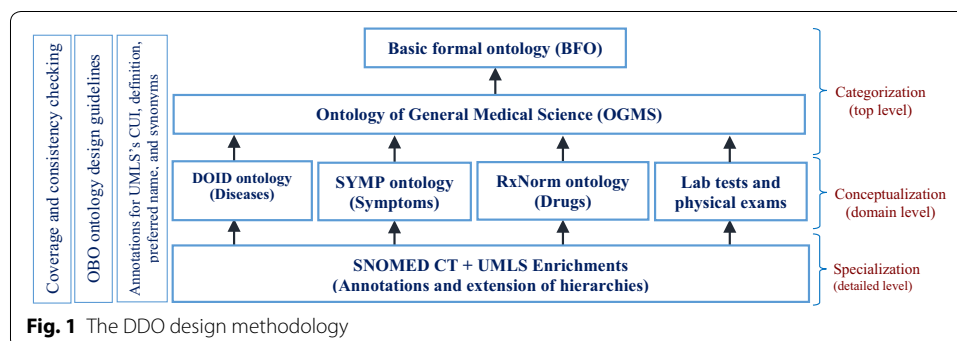 Coverage and consistency checking
OBO ontology design guidelines
Annotations for UMLS's CUI, definition,
preferred name, and synonyms
Basic formal ontology (BFO)
Ontology of General Medical Science (OGMS)
Categorization
(top level)
DOID ontology
(Diseases)
SYMP ontology
(Symptoms)
RxNorm ontology
(Drugs)
Lab tests and
physical exams
Conceptualization
(domain level)
SNOMED CT + UMLS Enrichments
(Annotations and extension of hierarchies)
Specialization
(detailed level)
Fig. 1 The DDO design methodology